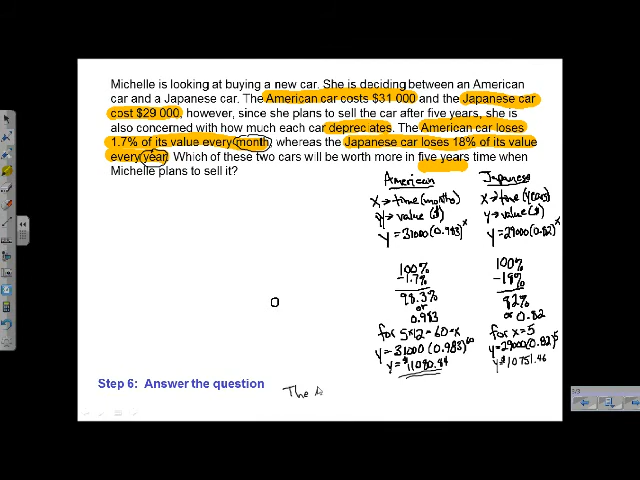 Michelle is looking at buying a new car. She is deciding between an American
car and a Japanese car. The American car costs $31 000 and the Japanese car
cost $29 000, however, since she plans to sell the car after five years, she is
also concerned with how much each car depreciates. The American car loses
1.7% of its value every month, whereas the Japanese car loses 18% of its value
every year. Which of these two cars will be worth more in five years time when
Michelle plans to sell it?
American
x → time (months)
y → value ($)
y = 31000(0.983)^x
100%
-1.7%
98.3%
or
0.983
for 5×12=60=x
y = 31000(0.983)^60
y = $11080.84
Japanese
x → time (years)
y → value ($)
y = 29000(0.82)^x
100%
-18%
82%
or 0.82
for x=5
y = 29000(0.82)^5
y = $10751.46
Step 6: Answer the question
The A